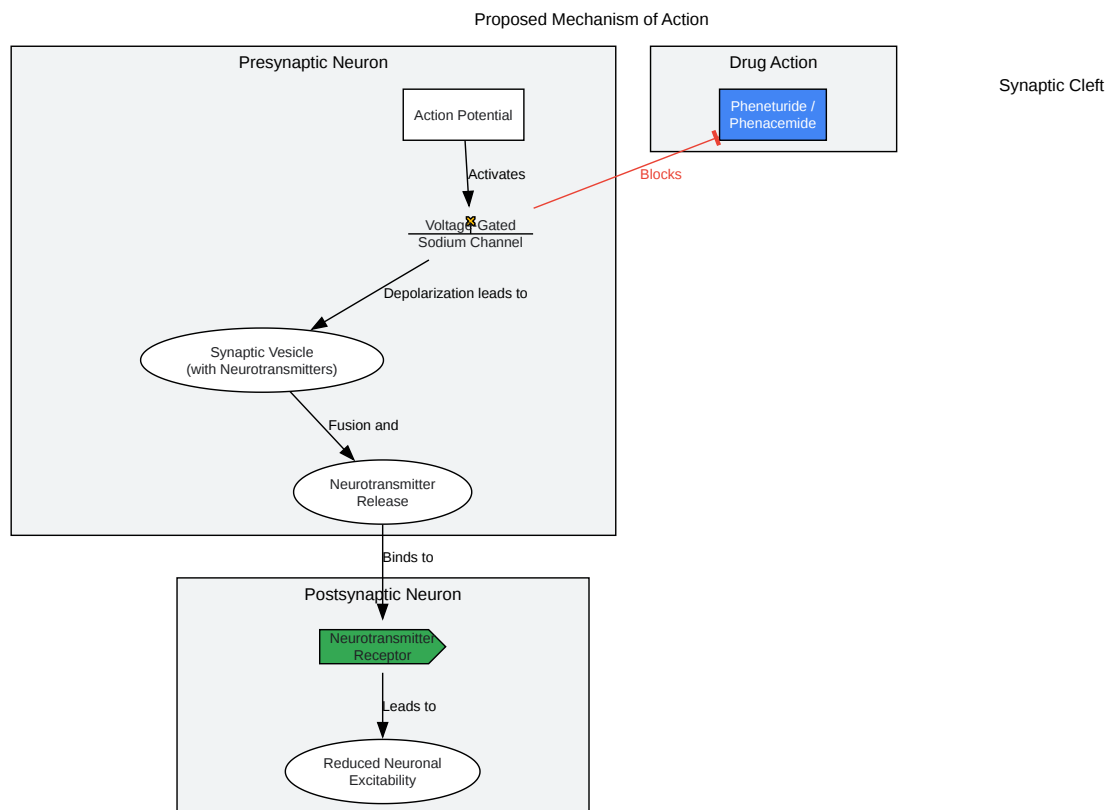 Proposed Mechanism of Action
Presynaptic Neuron
Drug Action
Synaptic Cleft
Action Potential
Pheneturide /
Phenacemide
Activates
Blocks
Voltage-Gated
Sodium Channel
Depolarization leads to
Synaptic Vesicle
(with Neurotransmitters)
Fusion and
Neurotransmitter
Release
Binds to
Postsynaptic Neuron
Neurotransmitter
Receptor
Leads to
Reduced Neuronal
Excitability